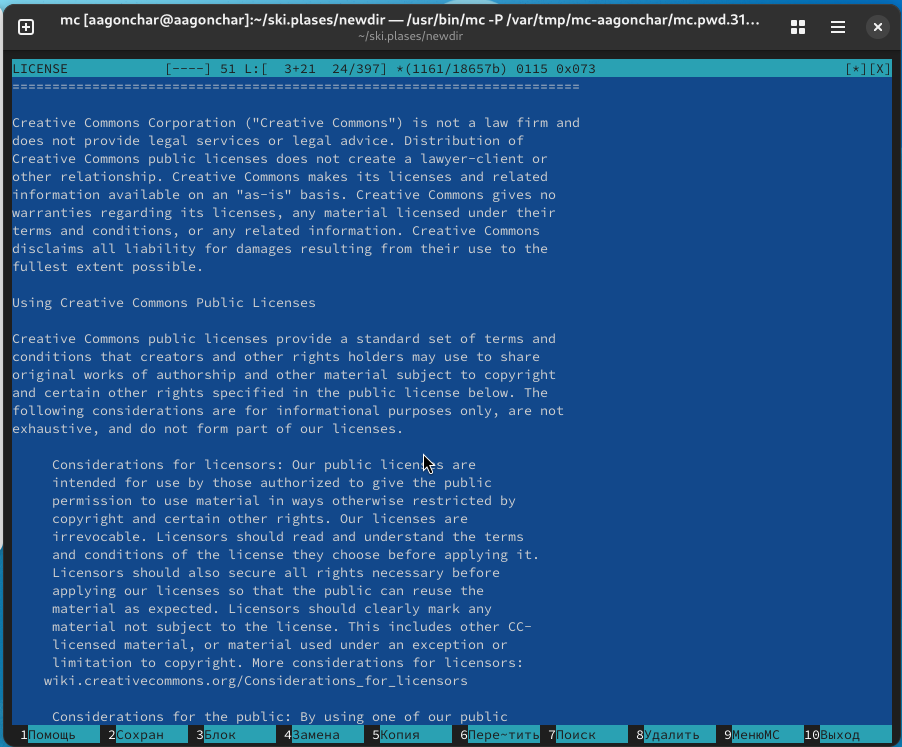 mc [aagonchar@aagonchar]:~/ski.plases/newdir — /usr/bin/mc -P /var/tmp/mc-aagonchar/mc.pwd.31…
~/ski.plases/newdir
LICENSE [----] 51 L:[ 3+21 24/397] *(1161/18657b) 0115 0x073 [*][X]
=======================================================================
Creative Commons Corporation ("Creative Commons") is not a law firm and
does not provide legal services or legal advice. Distribution of
Creative Commons public licenses does not create a lawyer-client or
other relationship. Creative Commons makes its licenses and related
information available on an "as-is" basis. Creative Commons gives no
warranties regarding its licenses, any material licensed under their
terms and conditions, or any related information. Creative Commons
disclaims all liability for damages resulting from their use to the
fullest extent possible.
Using Creative Commons Public Licenses
Creative Commons public licenses provide a standard set of terms and
conditions that creators and other rights holders may use to share
original works of authorship and other material subject to copyright
and certain other rights specified in the public license below. The
following considerations are for informational purposes only, are not
exhaustive, and do not form part of our licenses.
Considerations for licensors: Our public licenses are
intended for use by those authorized to give the public
permission to use material in ways otherwise restricted by
copyright and certain other rights. Our licenses are
irrevocable. Licensors should read and understand the terms
and conditions of the license they choose before applying it.
Licensors should also secure all rights necessary before
applying our licenses so that the public can reuse the
material as expected. Licensors should clearly mark any
material not subject to the license. This includes other CC-
licensed material, or material used under an exception or
limitation to copyright. More considerations for licensors:
wiki.creativecommons.org/Considerations_for_licensors
Considerations for the public: By using one of our public
1Помощь 2Сохран 3Блок 4Замена 5Копия 6Пере~тить 7Поиск 8Удалить 9МенюMC 10Выход